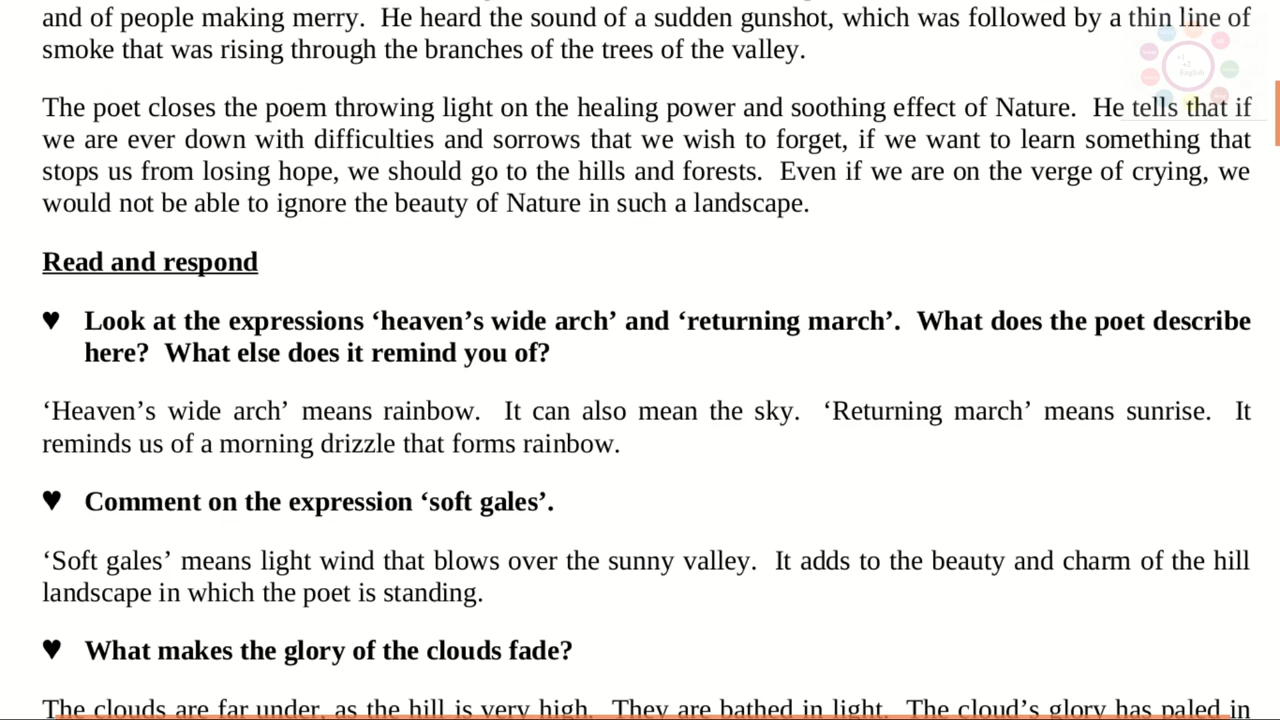 and of people making merry.  He heard the sound of a sudden gunshot, which was followed by a thin line of
smoke that was rising through the branches of the trees of the valley.
The poet closes the poem throwing light on the healing power and soothing effect of Nature.  He tells that if
we are ever down with difficulties and sorrows that we wish to forget, if we want to learn something that
stops us from losing hope, we should go to the hills and forests.  Even if we are on the verge of crying, we
would not be able to ignore the beauty of Nature in such a landscape.
Read and respond
♥ Look at the expressions ‘heaven’s wide arch’ and ‘returning march’.  What does the poet describe
here?  What else does it remind you of?
‘Heaven’s wide arch’ means rainbow.  It can also mean the sky.  ‘Returning march’ means sunrise.  It
reminds us of a morning drizzle that forms rainbow.
♥ Comment on the expression ‘soft gales’.
‘Soft gales’ means light wind that blows over the sunny valley.  It adds to the beauty and charm of the hill
landscape in which the poet is standing.
♥ What makes the glory of the clouds fade?
The clouds are far under, as the hill is very high.  They are bathed in light.  The cloud’s glory has paled in
+1
+2
English